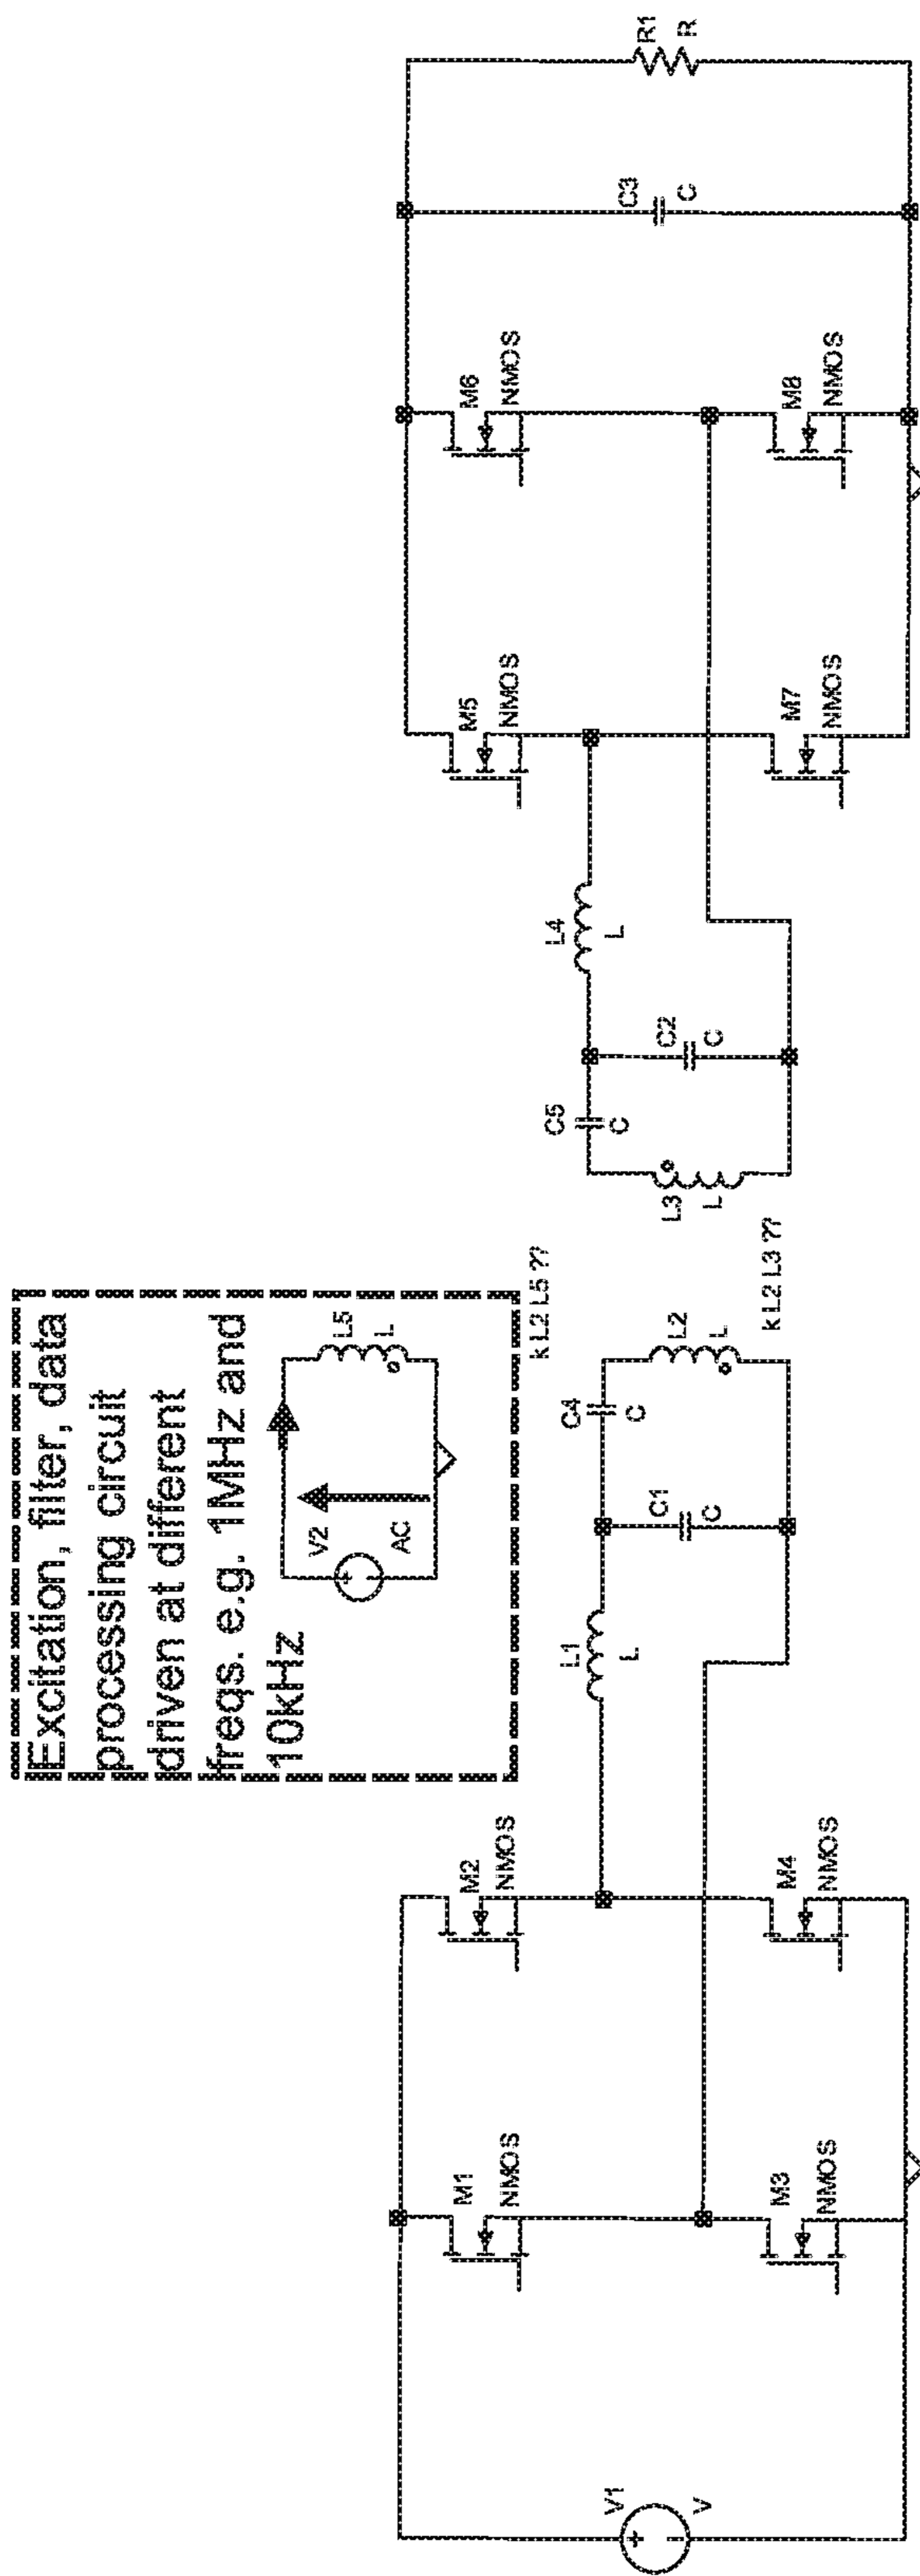 Excitation, filter, data
processing circuit
driven at different
freqs. e.g. 1MHz and
10kHz
V2
AC
L5
L
k L2 L5 ??
V1
V
M1
NMOS
M2
NMOS
M3
NMOS
M4
NMOS
L1
L
C4
C
C1
C
L2
L
k L2 L3 ??
L3
L
C5
C
C2
C
L4
L
M5
NMOS
M6
NMOS
M7
NMOS
M8
NMOS
C3
C
R1
R